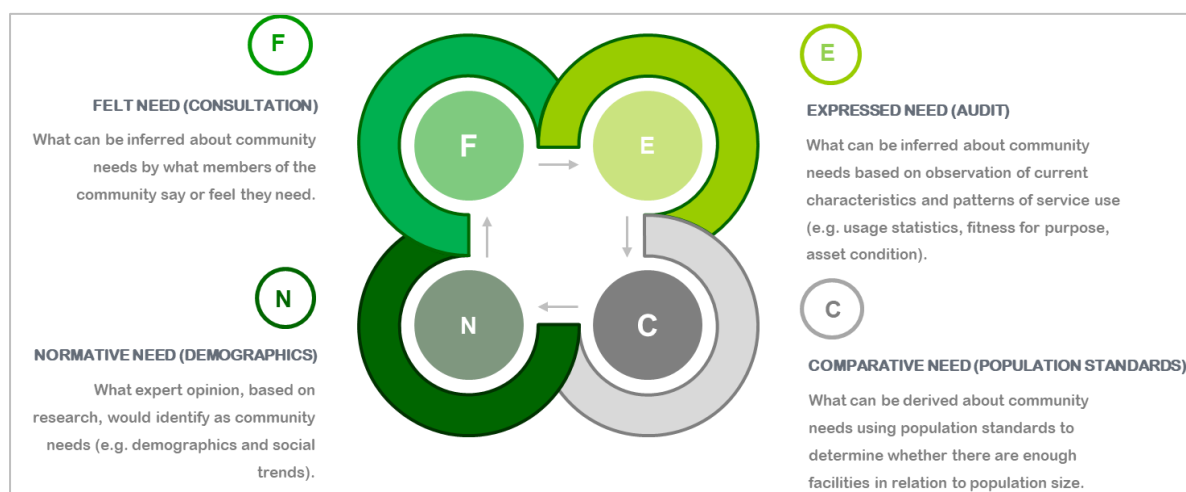 F
FELT NEED (CONSULTATION)
What can be inferred about community
needs by what members of the
community say or feel they need.
F
E
E
EXPRESSED NEED (AUDIT)
What can be inferred about community
needs based on observation of current
characteristics and patterns of service use
(e.g. usage statistics, fitness for purpose,
asset condition).
N
NORMATIVE NEED (DEMOGRAPHICS)
What expert opinion, based on
research, would identify as community
needs (e.g. demographics and social
trends).
N
C
C
COMPARATIVE NEED (POPULATION STANDARDS)
What can be derived about community
needs using population standards to
determine whether there are enough
facilities in relation to population size.